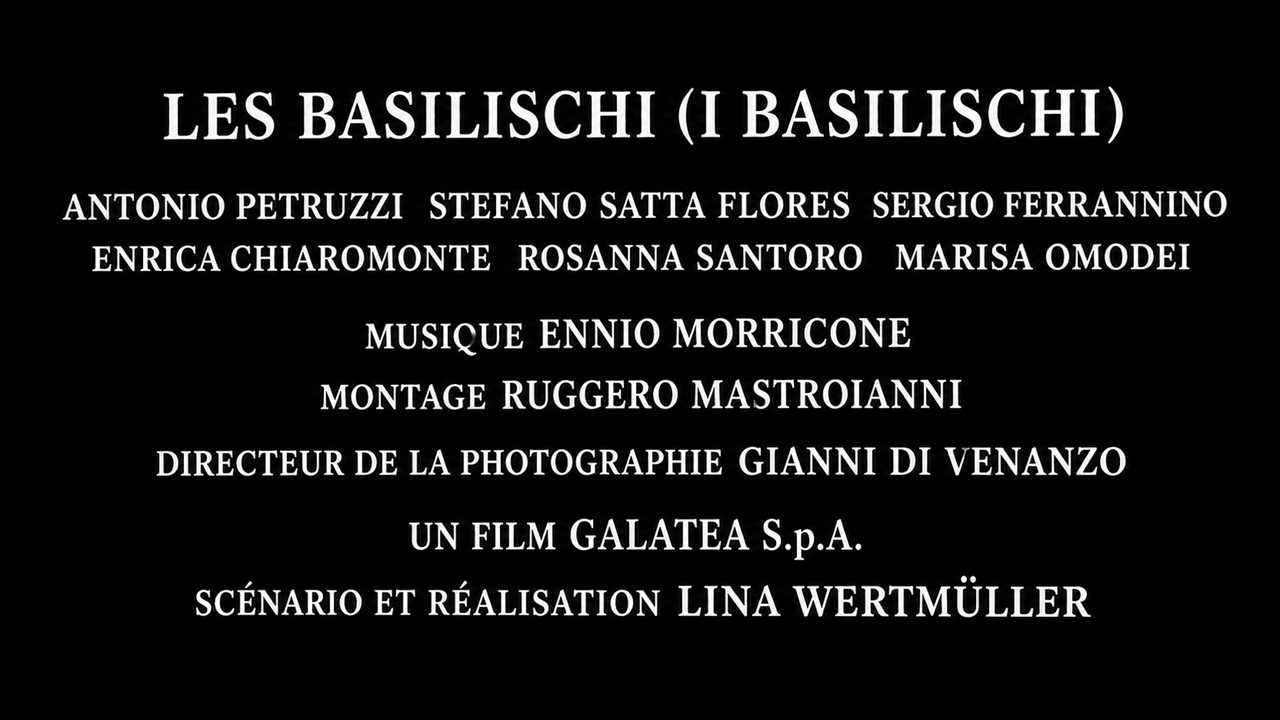 LES BASILISCHI (I BASILISCHI)
ANTONIO PETRUZZI STEFANO SATTA FLORES SERGIO FERRANNINO
ENRICA CHIAROMONTE ROSANNA SANTORO MARISA OMODEI
MUSIQUE ENNIO MORRICONE
MONTAGE RUGGERO MASTROIANNI
DIRECTEUR DE LA PHOTOGRAPHIE GIANNI DI VENANZO
UN FILM GALATEA S.p.A.
SCÉNARIO ET RÉALISATION LINA WERTMÜLLER